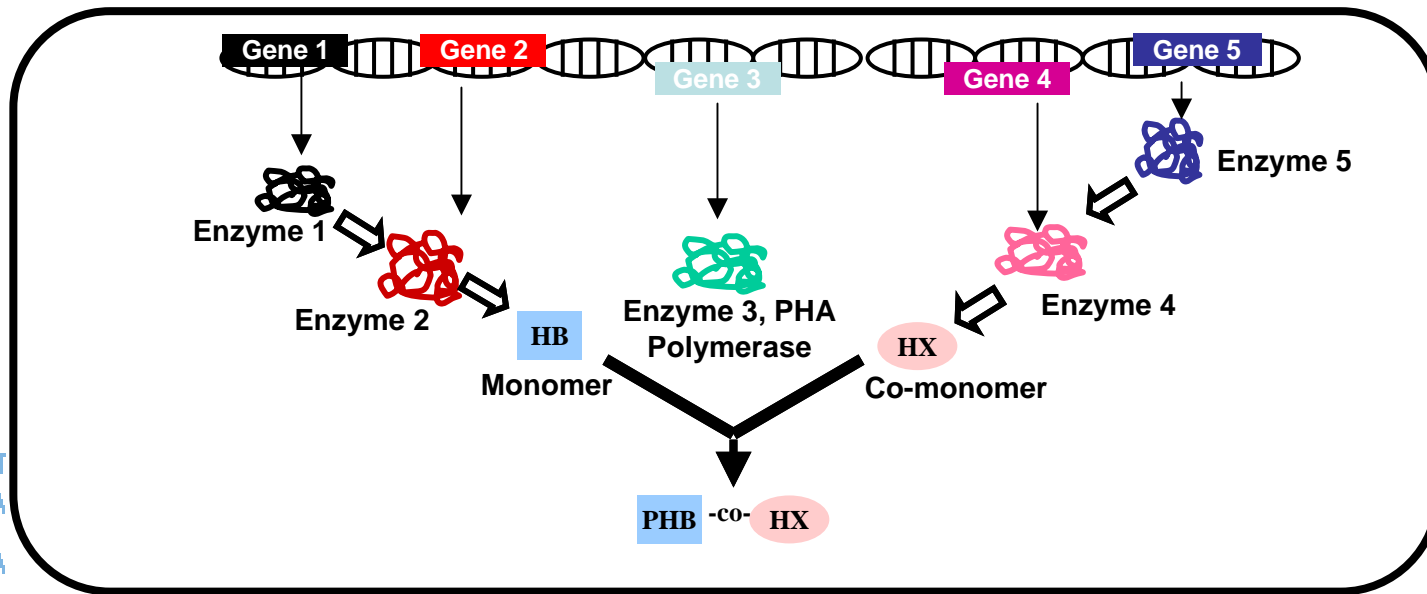 Gene 1
Gene 2
Gene 3
Gene 4
Gene 5
Enzyme 5
Enzyme 1
Enzyme 2
Enzyme 3, PHA
Polymerase
Enzyme 4
HB
Monomer
HX
Co-monomer
PHB -co- HX